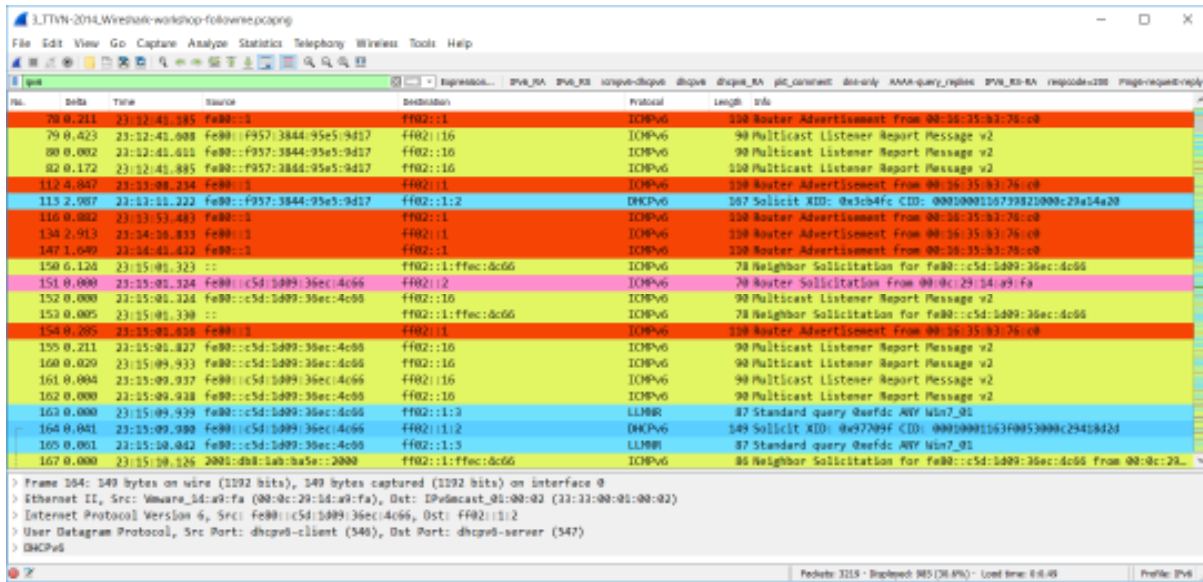 3_TTVN-2014_Wireshark-workshop-followme.pcapng
File Edit View Go Capture Analyze Statistics Telephony Wireless Tools Help
ipv6 Expression... IPv6_RA IPv6_RS icmpv6-dhcpv6 dhcpv6 dhcpv6_RA pkt_comment dns-only AAAA-query_replies IPv6_RS-RA respcode=200
No. Delta Time Source Destination Protocol Length Info
78 0.211 23:12:41.185 fe80::1 ff02::1 ICMPv6 110 Router Advertisement from 00:16:35:b3:76:c0
79 0.423 23:12:41.608 fe80::f957:3844:95e5:9d17 ff02::16 ICMPv6 90 Multicast Listener Report Message v2
80 0.002 23:12:41.611 fe80::f957:3844:95e5:9d17 ff02::16 ICMPv6 90 Multicast Listener Report Message v2
82 0.172 23:12:41.885 fe80::f957:3844:95e5:9d17 ff02::16 ICMPv6 110 Multicast Listener Report Message v2
112 4.847 23:13:08.234 fe80::1 ff02::1 ICMPv6 110 Router Advertisement from 00:16:35:b3:76:c0
113 2.987 23:13:11.222 fe80::f957:3844:95e5:9d17 ff02::1:2 DHCPv6 167 Solicit XID: 0x3cb4fc CID: 0001000116739821000c29a14a20
116 0.882 23:13:53.483 fe80::1 ff02::1 ICMPv6 110 Router Advertisement from 00:16:35:b3:76:c0
134 2.913 23:14:16.833 fe80::1 ff02::1 ICMPv6 110 Router Advertisement from 00:16:35:b3:76:c0
147 1.649 23:14:41.432 fe80::1 ff02::1 ICMPv6 110 Router Advertisement from 00:16:35:b3:76:c0
150 6.124 23:15:01.323 :: ff02::1:ffec:4c66 ICMPv6 78 Neighbor Solicitation for fe80::c5d:1d09:36ec:4c66
151 0.000 23:15:01.324 fe80::c5d:1d09:36ec:4c66 ff02::2 ICMPv6 70 Router Solicitation from 00:0c:29:14:a9:fa
152 0.000 23:15:01.324 fe80::c5d:1d09:36ec:4c66 ff02::16 ICMPv6 90 Multicast Listener Report Message v2
153 0.005 23:15:01.330 :: ff02::1:ffec:4c66 ICMPv6 78 Neighbor Solicitation for fe80::c5d:1d09:36ec:4c66
154 0.285 23:15:01.616 fe80::1 ff02::1 ICMPv6 110 Router Advertisement from 00:16:35:b3:76:c0
155 0.211 23:15:01.827 fe80::c5d:1d09:36ec:4c66 ff02::16 ICMPv6 90 Multicast Listener Report Message v2
160 0.029 23:15:09.933 fe80::c5d:1d09:36ec:4c66 ff02::16 ICMPv6 90 Multicast Listener Report Message v2
161 0.004 23:15:09.937 fe80::c5d:1d09:36ec:4c66 ff02::16 ICMPv6 90 Multicast Listener Report Message v2
162 0.000 23:15:09.938 fe80::c5d:1d09:36ec:4c66 ff02::16 ICMPv6 90 Multicast Listener Report Message v2
163 0.000 23:15:09.939 fe80::c5d:1d09:36ec:4c66 ff02::1:3 LLMNR 87 Standard query 0xefdc ANY Win7_01
164 0.041 23:15:09.980 fe80::c5d:1d09:36ec:4c66 ff02::1:2 DHCPv6 149 Solicit XID: 0x97709f CID: 00010001163f0053000c29418d2d
165 0.061 23:15:10.042 fe80::c5d:1d09:36ec:4c66 ff02::1:3 LLMNR 87 Standard query 0xefdc ANY Win7_01
167 0.000 23:15:10.126 2001:db8:1ab:ba5e::2000 ff02::1:ffec:4c66 ICMPv6 86 Neighbor Solicitation for fe80::c5d:1d09:36ec:4c66 from 00:0c:29...
> Frame 164: 149 bytes on wire (1192 bits), 149 bytes captured (1192 bits) on interface 0
> Ethernet II, Src: Vmware_14:a9:fa (00:0c:29:14:a9:fa), Dst: IPv6mcast_01:00:02 (33:33:00:01:00:02)
> Internet Protocol Version 6, Src: fe80::c5d:1d09:36ec:4c66, Dst: ff02::1:2
> User Datagram Protocol, Src Port: dhcpv6-client (546), Dst Port: dhcpv6-server (547)
> DHCPv6
Packets: 3219 · Displayed: 985 (30.6%) · Load time: 0:0.49 Profile: IPv6